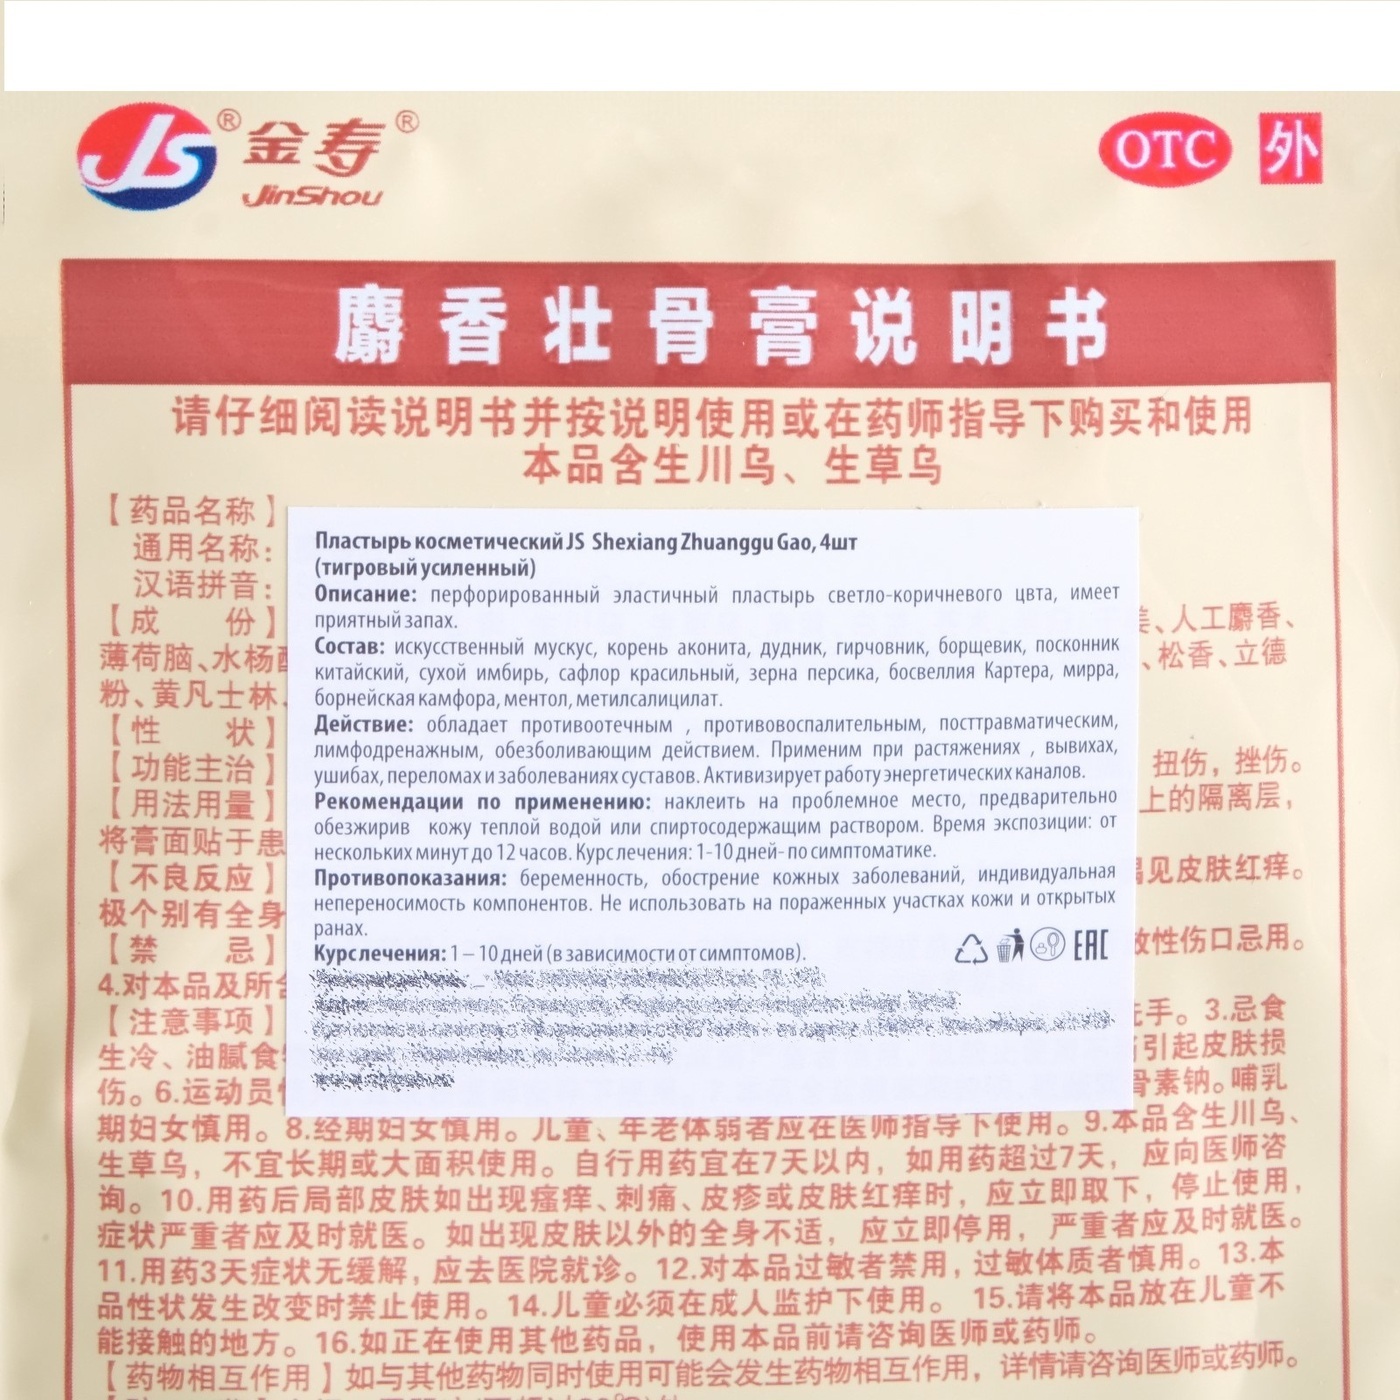 JS® 金寿®
JinShou
OTC 外
麝香壮骨膏说明书
请仔细阅读说明书并按说明使用或在药师指导下购买和使用
本品含生川乌、生草乌
【药品名称】
通用名称:
汉语拼音:
【成 份】
、人工麝香、
薄荷脑、水杨
、松香、立德
粉、黄凡士林
【性 状】
【功能主治】
扭伤，挫伤。
【用法用量】
上的隔离层，
将膏面贴于患
【不良反应】
见皮肤红痒。
极个别有全身
【禁 忌】
性伤口忌用。
4.对本品及所含
【注意事项】
手。3.忌食
生冷、油腻食
引起皮肤损
伤。6.运动员
骨素钠。哺乳
Пластырь косметический JS Shexiang Zhuanggu Gao, 4шт
(тигровый усиленный)
Описание: перфорированный эластичный пластырь светло-коричневого цвта, имеет
приятный запах.
Состав: искусственный мускус, корень аконита, дудник, гирчовник, борщевик, посконник
китайский, сухой имбирь, сафлор красильный, зерна персика, босвеллия Картера, мирра,
борнейская камфора, ментол, метилсалицилат.
Действие: обладает противоотечным , противовоспалительным, посттравматическим,
лимфодренажным, обезболивающим действием. Применим при растяжениях , вывихах,
ушибах, переломах и заболеваниях суставов. Активизирует работу энергетических каналов.
Рекомендации по применению: наклеить на проблемное место, предварительно
обезжирив кожу теплой водой или спиртосодержащим раствором. Время экспозиции: от
нескольких минут до 12 часов. Курс лечения: 1-10 дней- по симптоматике.
Противопоказания: беременность, обострение кожных заболеваний, индивидуальная
непереносимость компонентов. Не использовать на пораженных участках кожи и открытых
ранах.
Курс лечения: 1 – 10 дней (в зависимости от симптомов).
EAC
期妇女慎用。8.经期妇女慎用。儿童、年老体弱者应在医师指导下使用。9.本品含生川乌、
生草乌，不宜长期或大面积使用。自行用药宜在7天以内，如用药超过7天，应向医师咨
询。10.用药后局部皮肤如出现瘙痒、刺痛、皮疹或皮肤红痒时，应立即取下，停止使用，
症状严重者应及时就医。如出现皮肤以外的全身不适，应立即停用，严重者应及时就医。
11.用药3天症状无缓解，应去医院就诊。12.对本品过敏者禁用，过敏体质者慎用。13.本
品性状发生改变时禁止使用。14.儿童必须在成人监护下使用。 15.请将本品放在儿童不
能接触的地方。16.如正在使用其他药品，使用本品前请咨询医师或药师。
【药物相互作用】如与其他药物同时使用可能会发生药物相互作用，详情请咨询医师或药师。